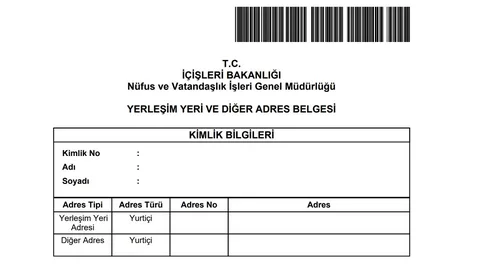 T.C.
İÇİŞLERİ BAKANLIĞI
Nüfus ve Vatandaşlık İşleri Genel Müdürlüğü
YERLEŞİM YERİ VE DİĞER ADRES BELGESİ
KİMLİK BİLGİLERİ
Kimlik No :
Adı :
Soyadı :
Adres Tipi Adres Türü Adres No Adres
Yerleşim Yeri Yurtiçi
Adresi
Diğer Adres Yurtiçi